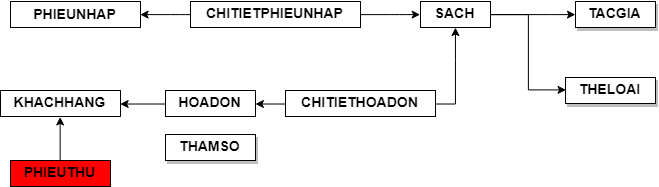 PHIEUNHAP
CHITIETPHIEUNHAP
SACH
TACGIA
THELOAI
KHACHHANG
HOADON
CHITIETHOADON
THAMSO
PHIEUTHU